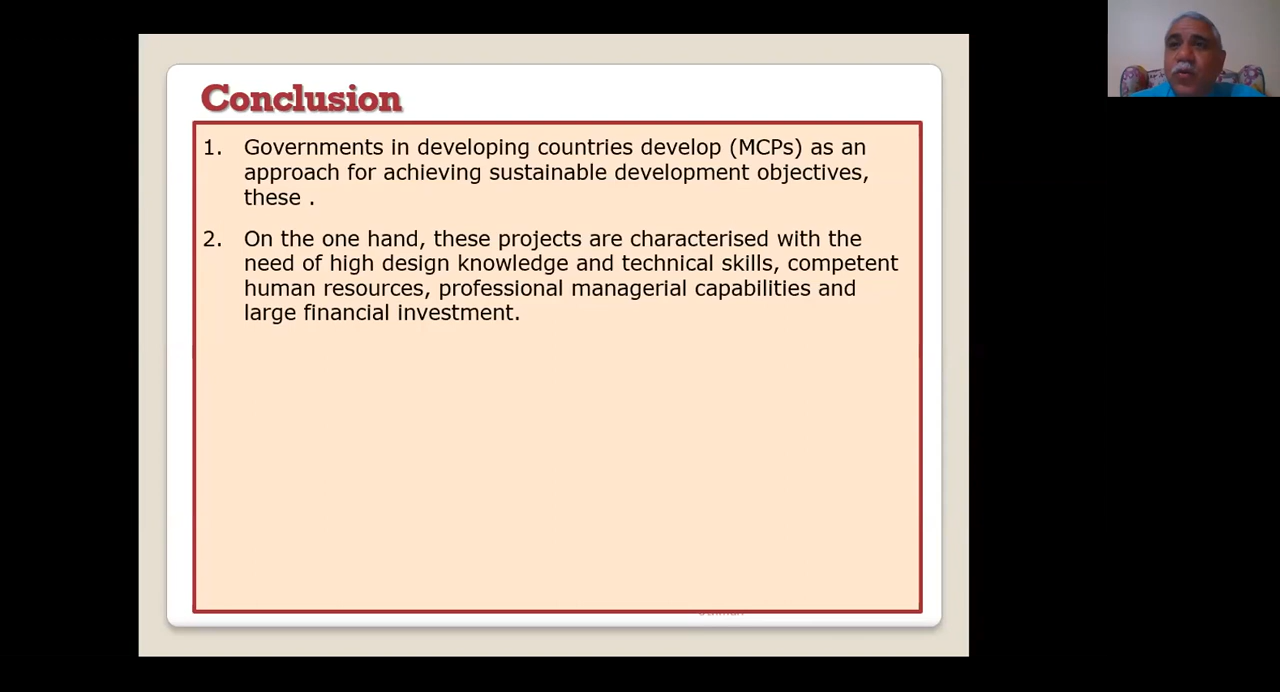 Conclusion
1. Governments in developing countries develop (MCPs) as an
approach for achieving sustainable development objectives,
these .
2. On the one hand, these projects are characterised with the
need of high design knowledge and technical skills, competent
human resources, professional managerial capabilities and
large financial investment.